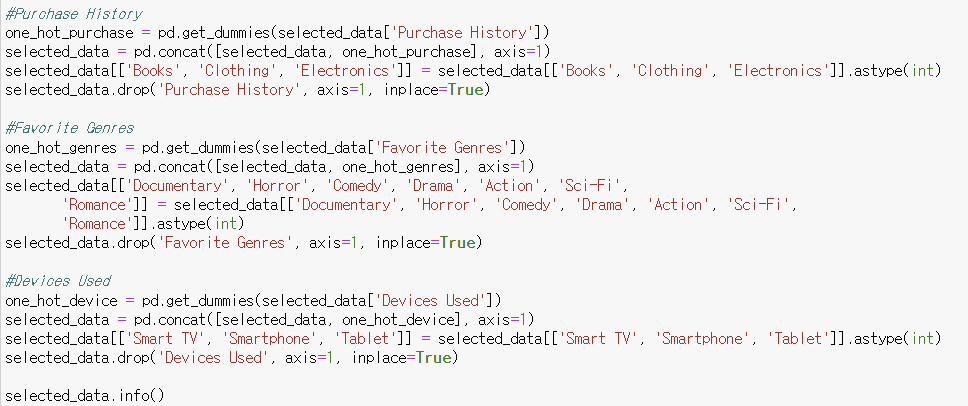 #Purchase History
one_hot_purchase = pd.get_dummies(selected_data['Purchase History'])
selected_data = pd.concat([selected_data, one_hot_purchase], axis=1)
selected_data[['Books', 'Clothing', 'Electronics']] = selected_data[['Books', 'Clothing', 'Electronics']].astype(int)
selected_data.drop('Purchase History', axis=1, inplace=True)

#Favorite Genres
one_hot_genres = pd.get_dummies(selected_data['Favorite Genres'])
selected_data = pd.concat([selected_data, one_hot_genres], axis=1)
selected_data[['Documentary', 'Horror', 'Comedy', 'Drama', 'Action', 'Sci-Fi',
       'Romance']] = selected_data[['Documentary', 'Horror', 'Comedy', 'Drama', 'Action', 'Sci-Fi',
       'Romance']].astype(int)
selected_data.drop('Favorite Genres', axis=1, inplace=True)

#Devices Used
one_hot_device = pd.get_dummies(selected_data['Devices Used'])
selected_data = pd.concat([selected_data, one_hot_device], axis=1)
selected_data[['Smart TV', 'Smartphone', 'Tablet']] = selected_data[['Smart TV', 'Smartphone', 'Tablet']].astype(int)
selected_data.drop('Devices Used', axis=1, inplace=True)

selected_data.info()